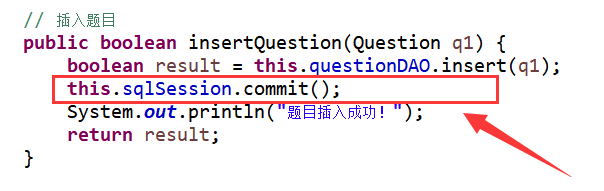 // 插入题目
public boolean insertQuestion(Question q1) {
boolean result = this.questionDAO.insert(q1);
this.sqlSession.commit();
System.out.println("题目插入成功！");
return result;
}